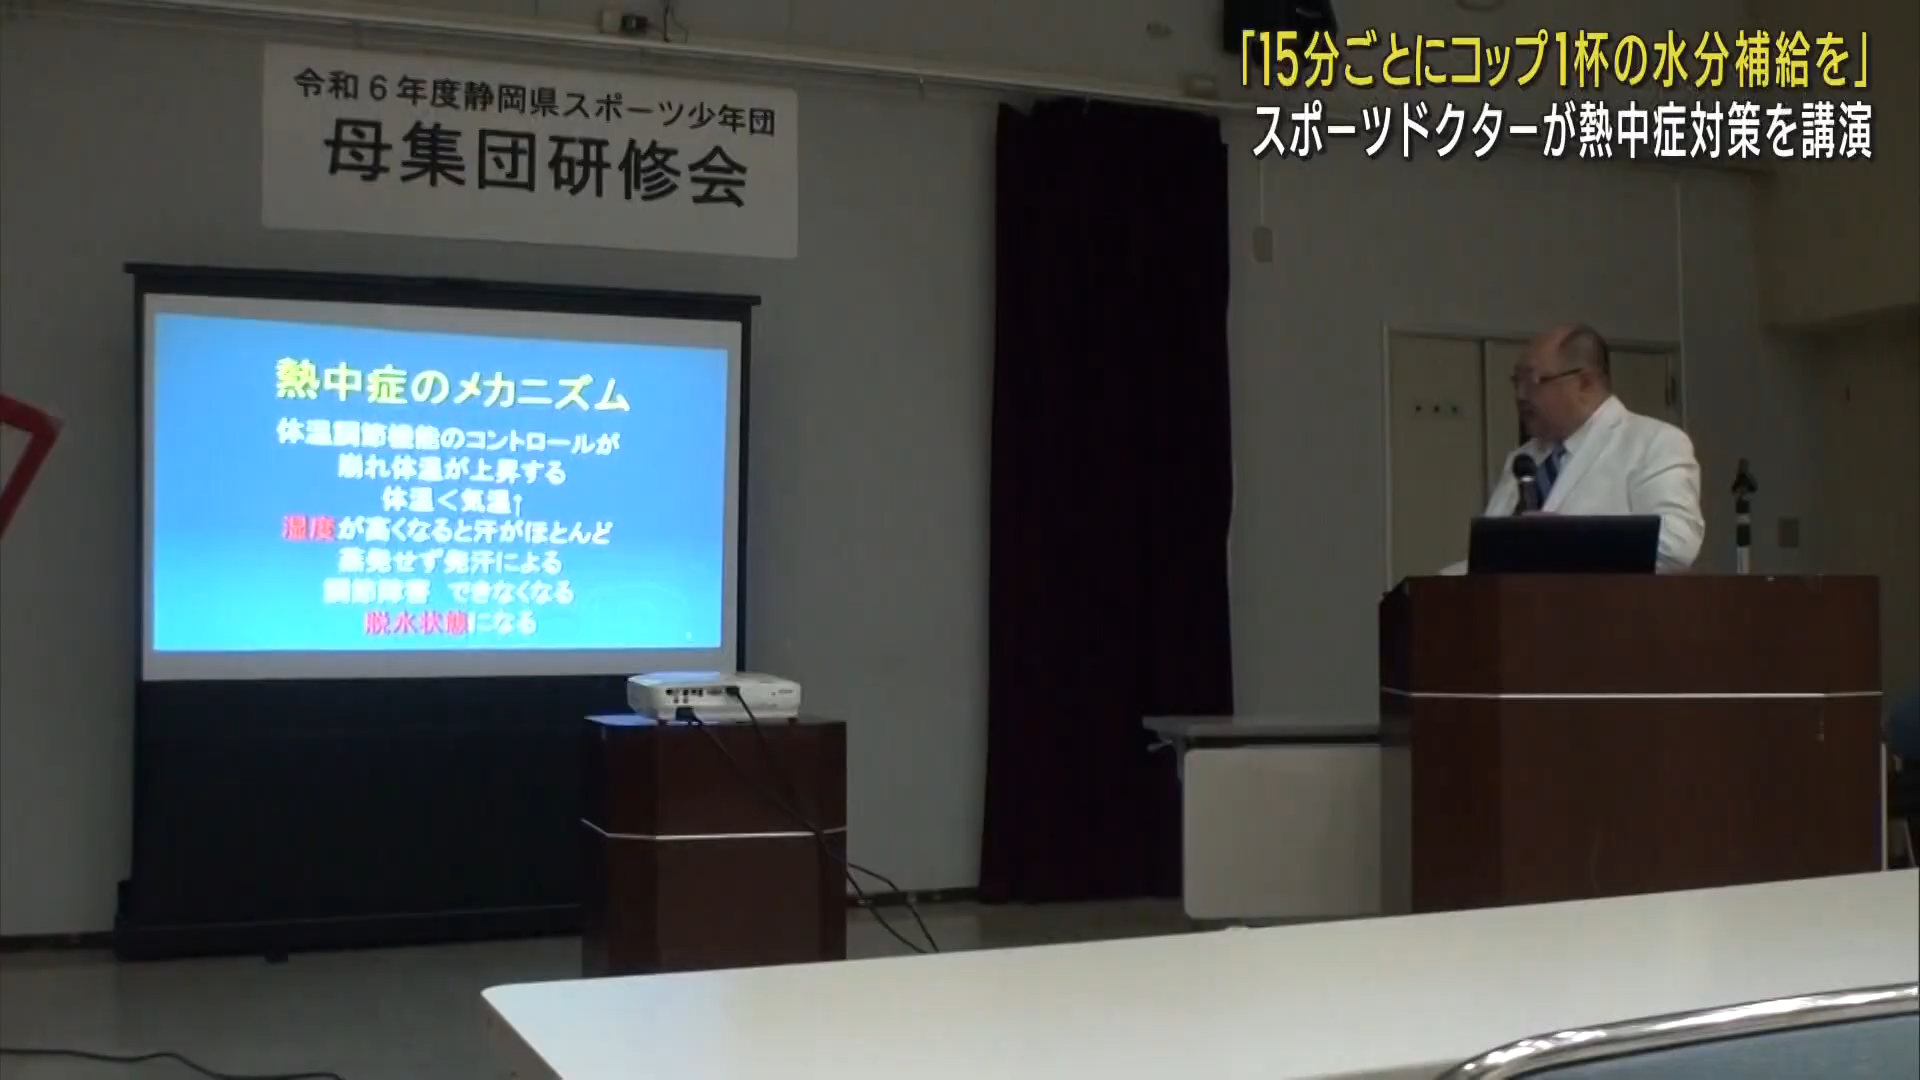 「15分ごとにコップ1杯の水分補給を」
スポーツドクターが熱中症対策を講演
令和6年度静岡県スポーツ少年団
母集団研修会
熱中症のメカニズム
体温調節機能のコントロールが
崩れ体温が上昇する
体温<気温↑
湿度が高くなると汗がほとんど
蒸発せず発汗による
調節障害 できなくなる
脱水状態になる